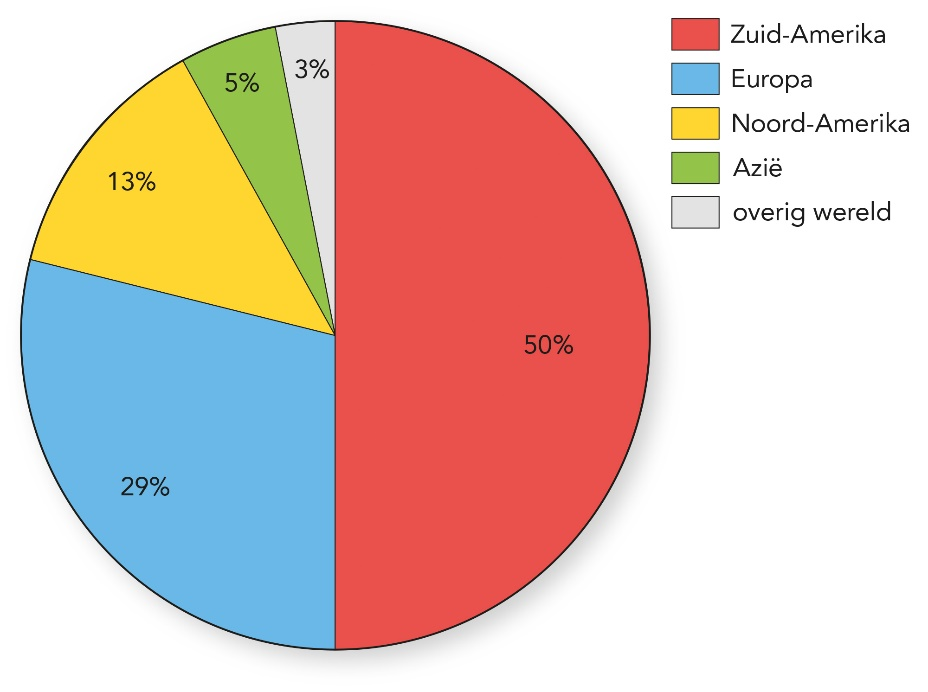 3%
5%
13%
50%
29%
Zuid-Amerika
Europa
Noord-Amerika
Azië
overig wereld